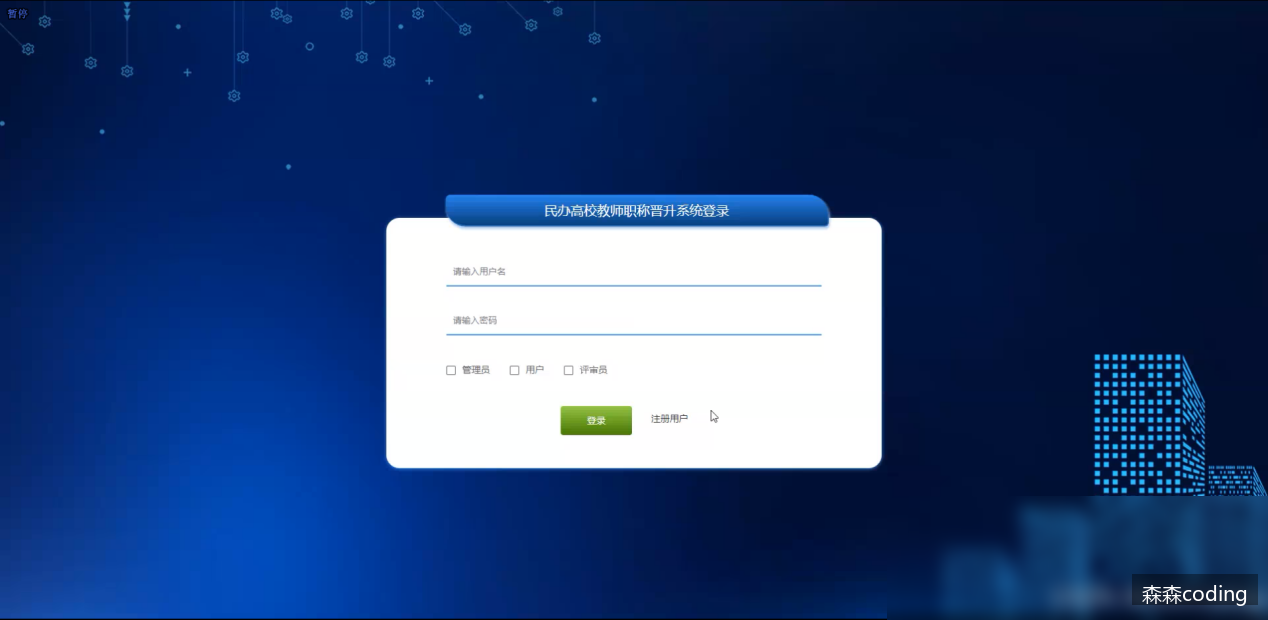 暂停
民办高校教师职称晋升系统登录
请输入用户名
请输入密码
管理员 用户 评审员
登录 注册用户
森森coding